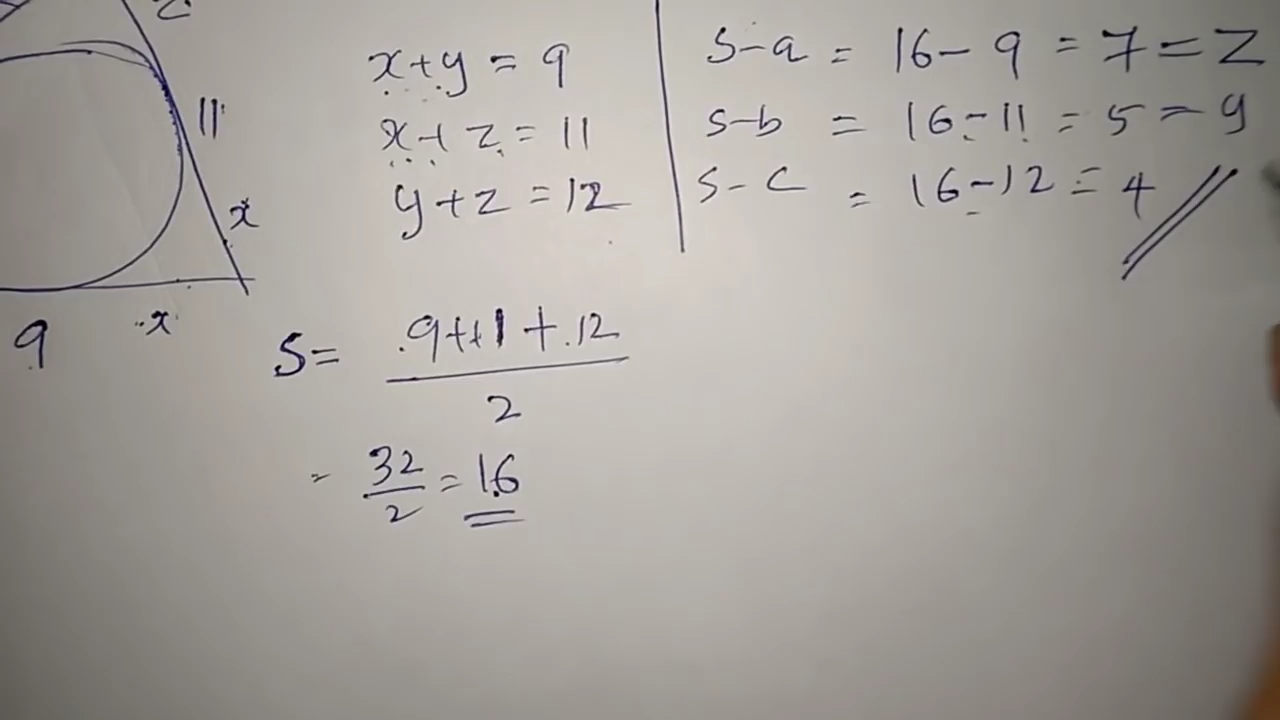 z
11
x
9
x
x+y = 9
x+z = 11
y+z = 12
S = 9+11+12
2
= 32/2 = 16
S-a = 16-9 = 7 = Z
S-b = 16-11 = 5 = y
S-c = 16-12 = 4